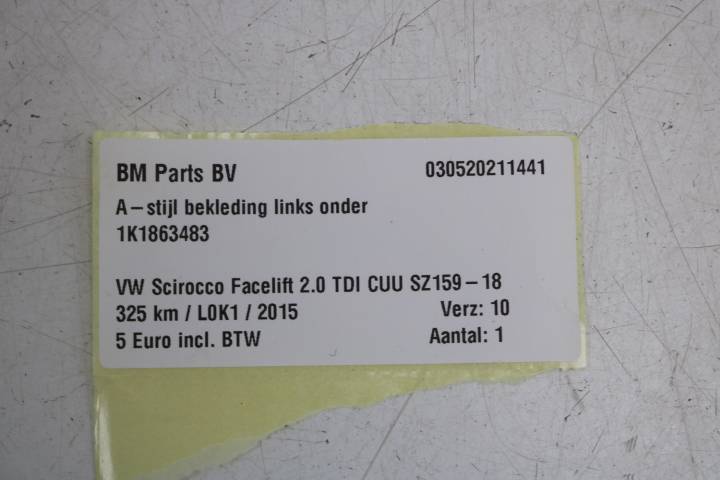 BM Parts BV 030520211441
A-stijl bekleding links onder
1K1863483
VW Scirocco Facelift 2.0 TDI CUU SZ159-18
325 km / L0K1 / 2015 Verz: 10
5 Euro incl. BTW Aantal: 1